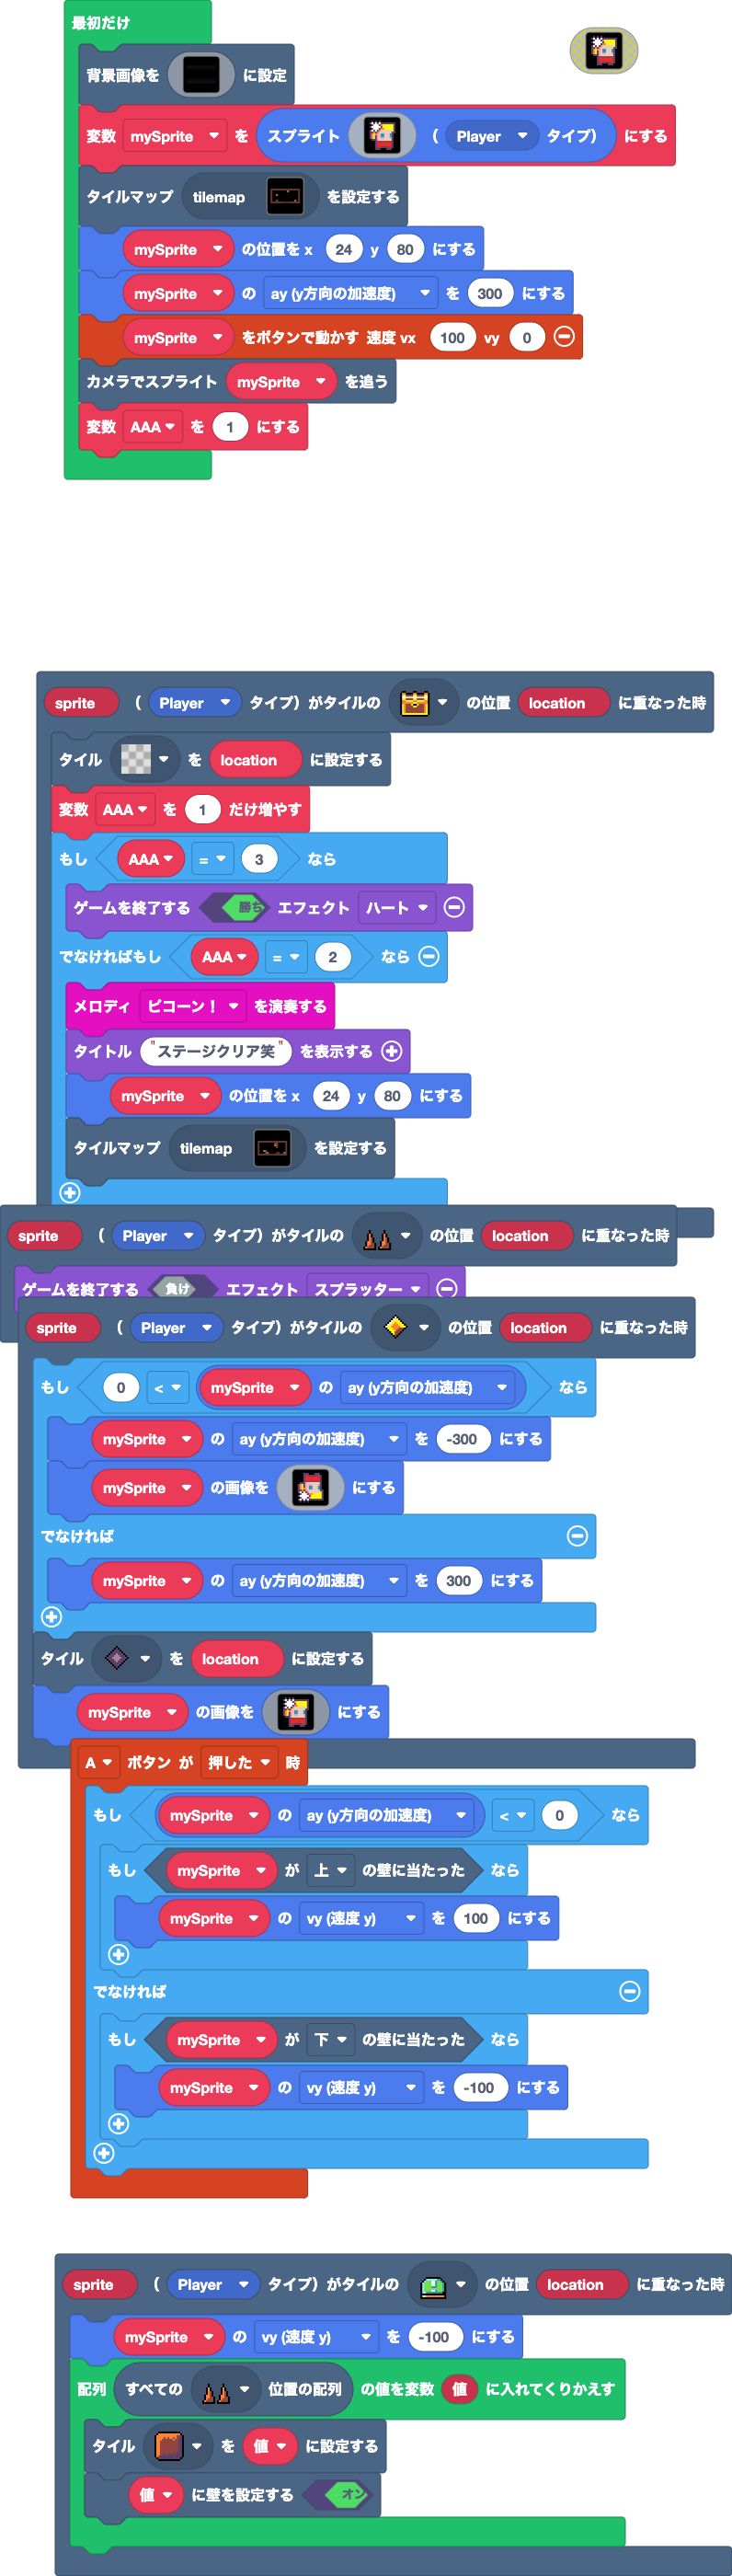 最初だけ
背景画像を に設定
変数 mySprite を スプライト ( Player タイプ) にする
タイルマップ tilemap を設定する
mySprite の位置を x 24 y 80 にする
mySprite の ay (y方向の加速度) を 300 にする
mySprite をボタンで動かす 速度 vx 100 vy 0
カメラでスプライト mySprite を追う
変数 AAA を 1 にする
sprite ( Player タイプ) がタイルの の位置 location に重なった時
タイル を location に設定する
変数 AAA を 1 だけ増やす
もし AAA = 3 なら
ゲームを終了する 勝ち エフェクト ハート
でなければもし AAA = 2 なら
メロディ ピコーン! を演奏する
タイトル "ステージクリア笑" を表示する
mySprite の位置を x 24 y 80 にする
タイルマップ tilemap を設定する
sprite ( Player タイプ) がタイルの の位置 location に重なった時
ゲームを終了する 負け エフェクト スプラッター
sprite ( Player タイプ) がタイルの の位置 location に重なった時
もし 0 < mySprite の ay (y方向の加速度) なら
mySprite の ay (y方向の加速度) を -300 にする
mySprite の画像を にする
でなければ
mySprite の ay (y方向の加速度) を 300 にする
タイル を location に設定する
mySprite の画像を にする
A ボタン が 押した 時
もし mySprite の ay (y方向の加速度) < 0 なら
もし mySprite が 上 の壁に当たった なら
mySprite の vy (速度 y) を 100 にする
でなければ
もし mySprite が 下 の壁に当たった なら
mySprite の vy (速度 y) を -100 にする
sprite ( Player タイプ) がタイルの の位置 location に重なった時
mySprite の vy (速度 y) を -100 にする
配列 すべての 位置の配列 の値を変数 値 に入れてくりかえす
タイル を 値 に設定する
値 に壁を設定する オン